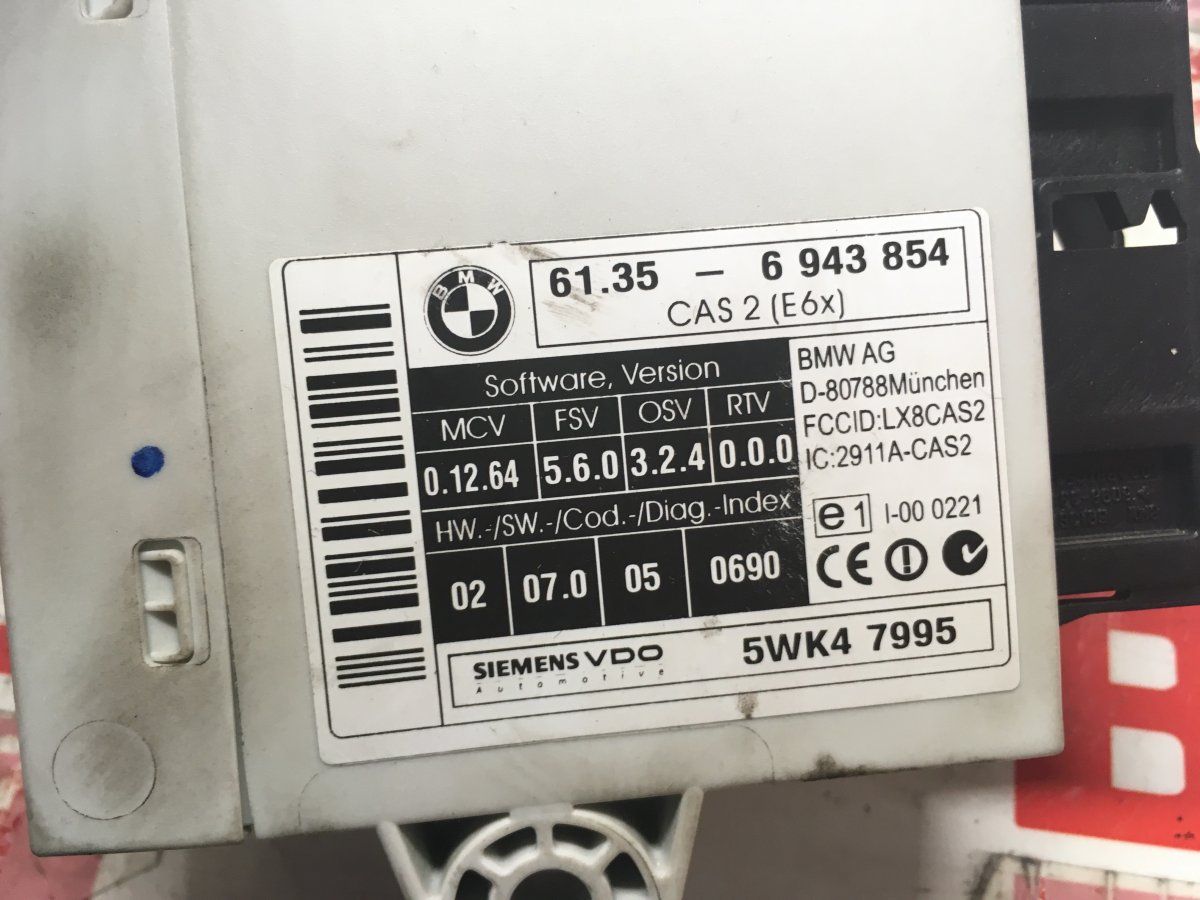 BMW
61.35 – 6 943 854
CAS 2 (E6x)
Software, Version
MCV FSV OSV RTV
0.12.64 5.6.0 3.2.4 0.0.0
HW.-/SW.-/Cod.-/Diag.-Index
02 07.0 05 0690
BMW AG
D-80788München
FCCID:LX8CAS2
IC:2911A-CAS2
e1 I-00 0221
CE
SIEMENS VDO
Automotive
5WK4 7995
B